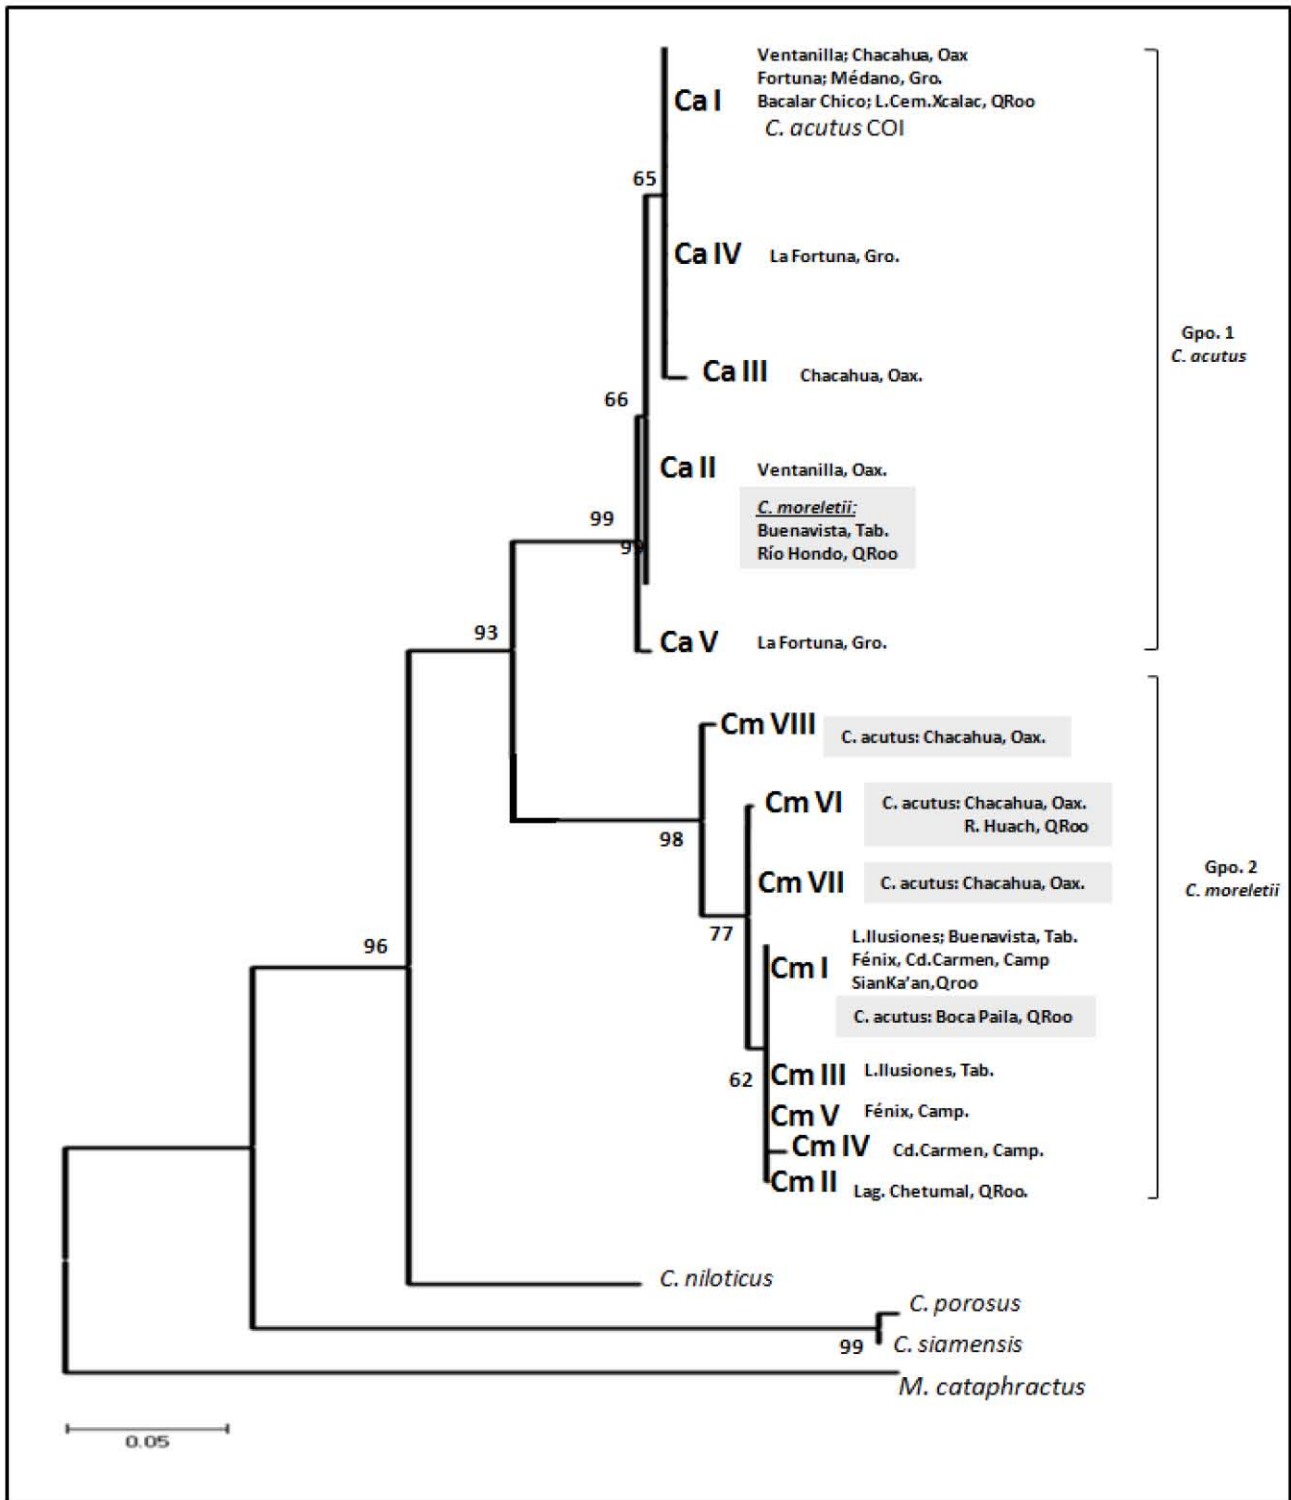 Ventanilla; Chacahua, Oax
Fortuna; Médano, Gro.
Ca I
Bacalar Chico; L.Cem.Xcalac, QRoo
C. acutus COI
65
Ca IV La Fortuna, Gro.
Gpo. 1
C. acutus
Ca III Chacahua, Oax.
66
Ca II Ventanilla, Oax.
C. moreletii:
99
Buenavista, Tab.
99
Río Hondo, QRoo
93
Ca V La Fortuna, Gro.
Cm VIII C. acutus: Chacahua, Oax.
Cm VI C. acutus: Chacahua, Oax.
R. Huach, QRoo
98
Gpo. 2
C. moreletii
Cm VII C. acutus: Chacahua, Oax.
77
L.Ilusiones; Buenavista, Tab.
96
Cm I Fénix, Cd.Carmen, Camp
SianKa'an,Qroo
C. acutus: Boca Paila, QRoo
62
Cm III L.Ilusiones, Tab.
Cm V Fénix, Camp.
Cm IV Cd.Carmen, Camp.
Cm II Lag. Chetumal, QRoo.
C. niloticus
C. porosus
99
C. siamensis
M. cataphractus
0.05